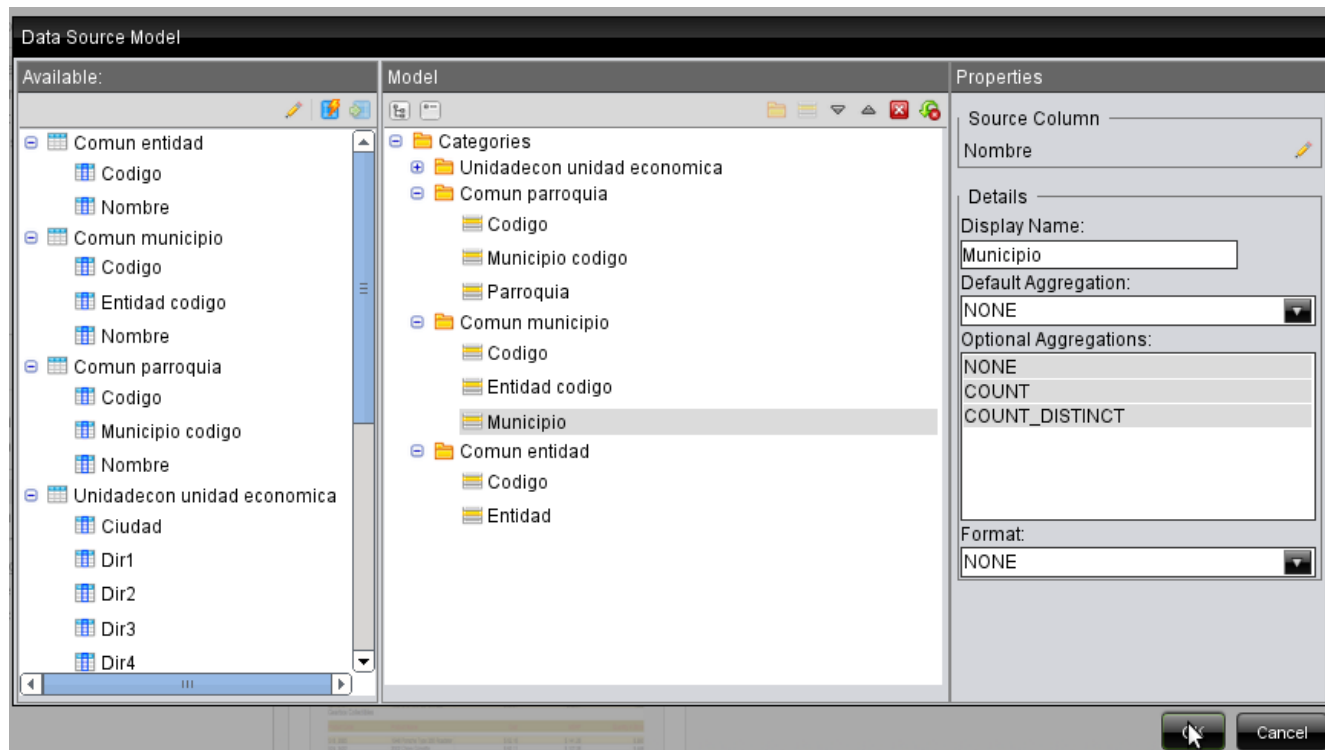 Data Source Model
Available:
Comun entidad
Codigo
Nombre
Comun municipio
Codigo
Entidad codigo
Nombre
Comun parroquia
Codigo
Municipio codigo
Nombre
Unidadecon unidad economica
Ciudad
Dir1
Dir2
Dir3
Dir4
Model
Categories
Unidadecon unidad economica
Comun parroquia
Codigo
Municipio codigo
Parroquia
Comun municipio
Codigo
Entidad codigo
Municipio
Comun entidad
Codigo
Entidad
Properties
Source Column
Nombre
Details
Display Name:
Municipio
Default Aggregation:
NONE
Optional Aggregations:
NONE
COUNT
COUNT_DISTINCT
Format:
NONE
Cancel